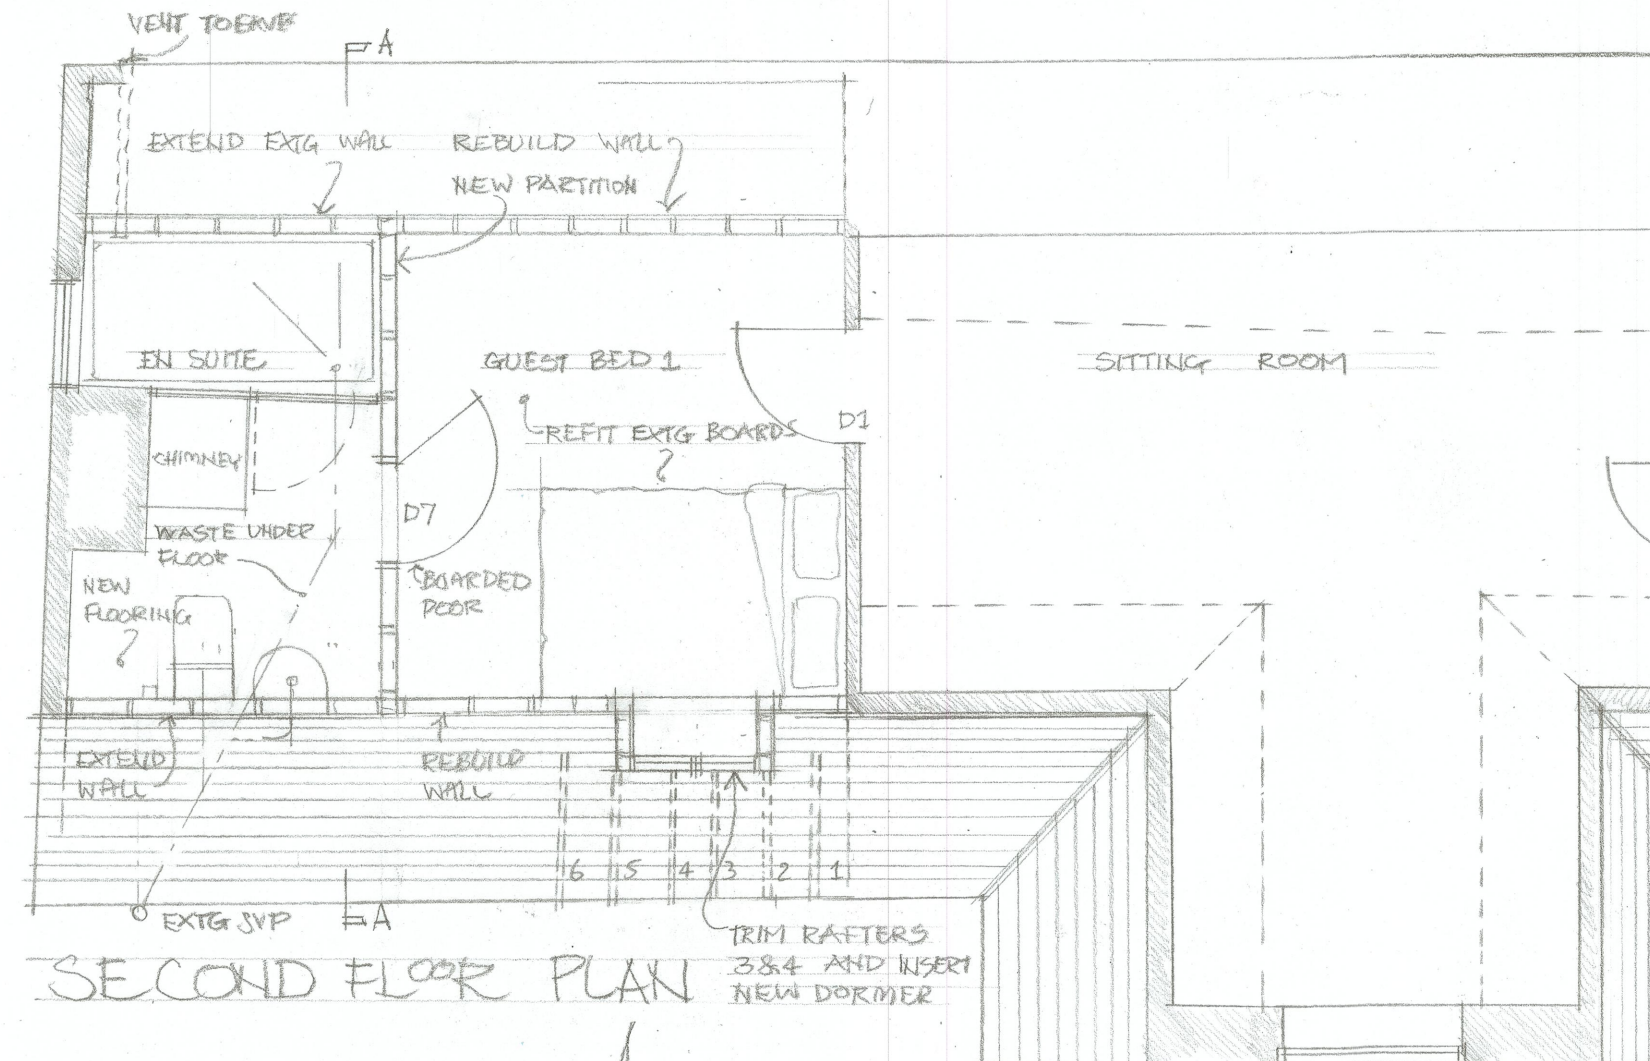 VENT TO EAVE
A
EXTEND EXTG WALL
REBUILD WALL
NEW PARTITION
EN SUITE
GUEST BED 1
SITTING ROOM
D1
REFIT EXTG BOARDS
CHIMNEY
D7
WASTE UNDER
FLOOR
NEW
FLOORING
BOARDED
DOOR
EXTEND
WALL
REBUILD
WALL
6 5 4 3 2 1
EXTG SVP
A
TRIM RAFTERS
3&4 AND INSERT
NEW DORMER
SECOND FLOOR PLAN